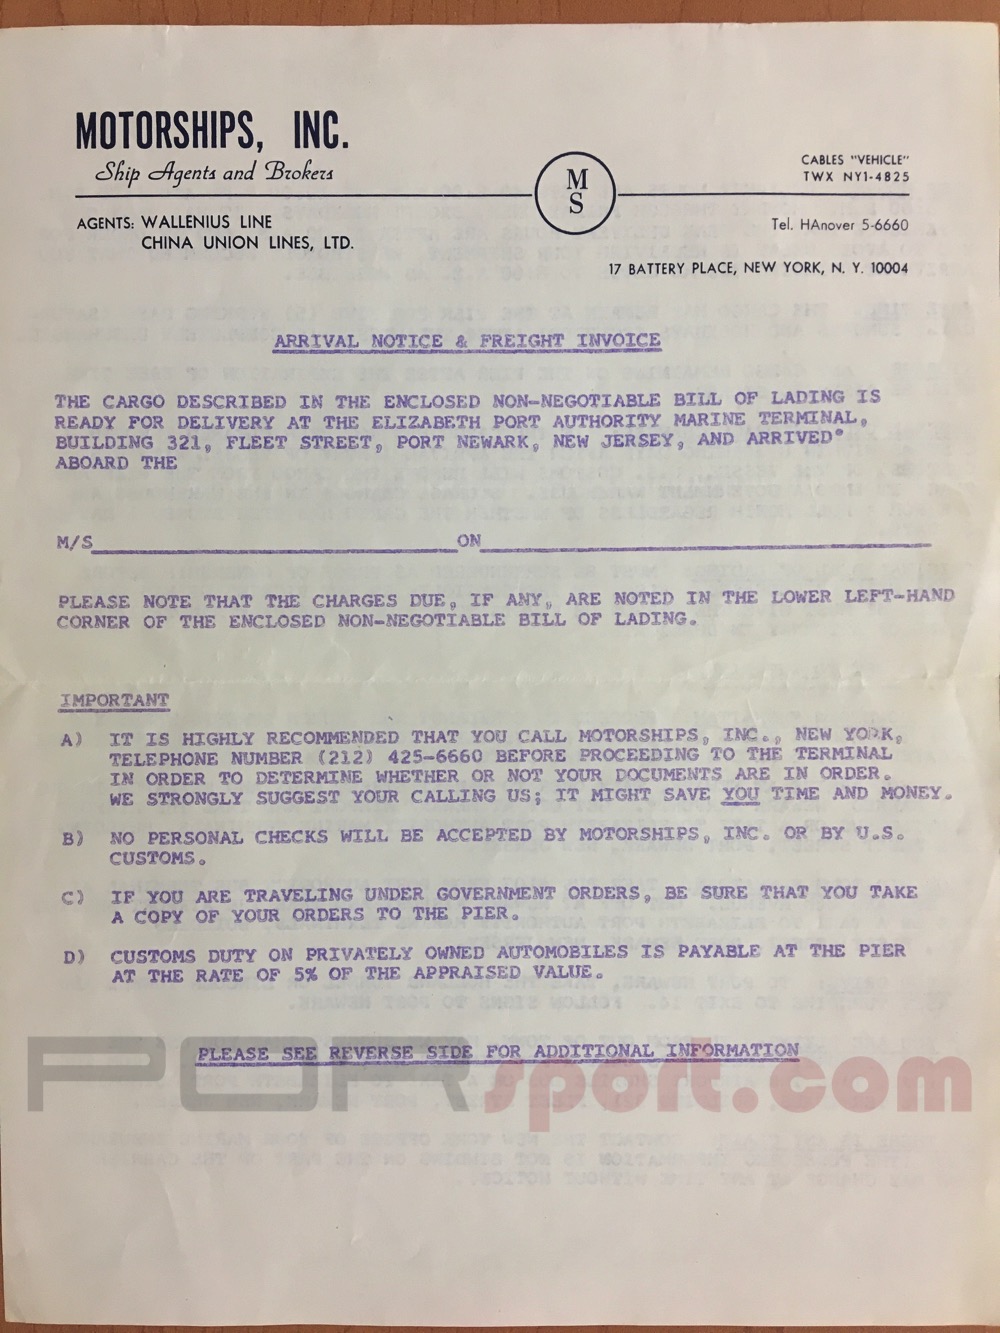 MOTORSHIPS, INC.
Ship Agents and Brokers
CABLES "VEHICLE"
TWX NY1-4825
M
S
AGENTS: WALLENIUS LINE
CHINA UNION LINES, LTD.
Tel. HAnover 5-6660
17 BATTERY PLACE, NEW YORK, N. Y. 10004
ARRIVAL NOTICE & FREIGHT INVOICE
THE CARGO DESCRIBED IN THE ENCLOSED NON-NEGOTIABLE BILL OF LADING IS
READY FOR DELIVERY AT THE ELIZABETH PORT AUTHORITY MARINE TERMINAL,
BUILDING 321, FLEET STREET, PORT NEWARK, NEW JERSEY, AND ARRIVED
ABOARD THE
M/S____________________ON____________________
PLEASE NOTE THAT THE CHARGES DUE, IF ANY, ARE NOTED IN THE LOWER LEFT-HAND
CORNER OF THE ENCLOSED NON-NEGOTIABLE BILL OF LADING.
IMPORTANT
A) IT IS HIGHLY RECOMMENDED THAT YOU CALL MOTORSHIPS, INC., NEW YORK,
TELEPHONE NUMBER (212) 425-6660 BEFORE PROCEEDING TO THE TERMINAL
IN ORDER TO DETERMINE WHETHER OR NOT YOUR DOCUMENTS ARE IN ORDER.
WE STRONGLY SUGGEST YOUR CALLING US; IT MIGHT SAVE YOU TIME AND MONEY.
B) NO PERSONAL CHECKS WILL BE ACCEPTED BY MOTORSHIPS, INC. OR BY U.S.
CUSTOMS.
C) IF YOU ARE TRAVELING UNDER GOVERNMENT ORDERS, BE SURE THAT YOU TAKE
A COPY OF YOUR ORDERS TO THE PIER.
D) CUSTOMS DUTY ON PRIVATELY OWNED AUTOMOBILES IS PAYABLE AT THE PIER
AT THE RATE OF 5% OF THE APPRAISED VALUE.
PLEASE SEE REVERSE SIDE FOR ADDITIONAL INFORMATION
PORsport.com